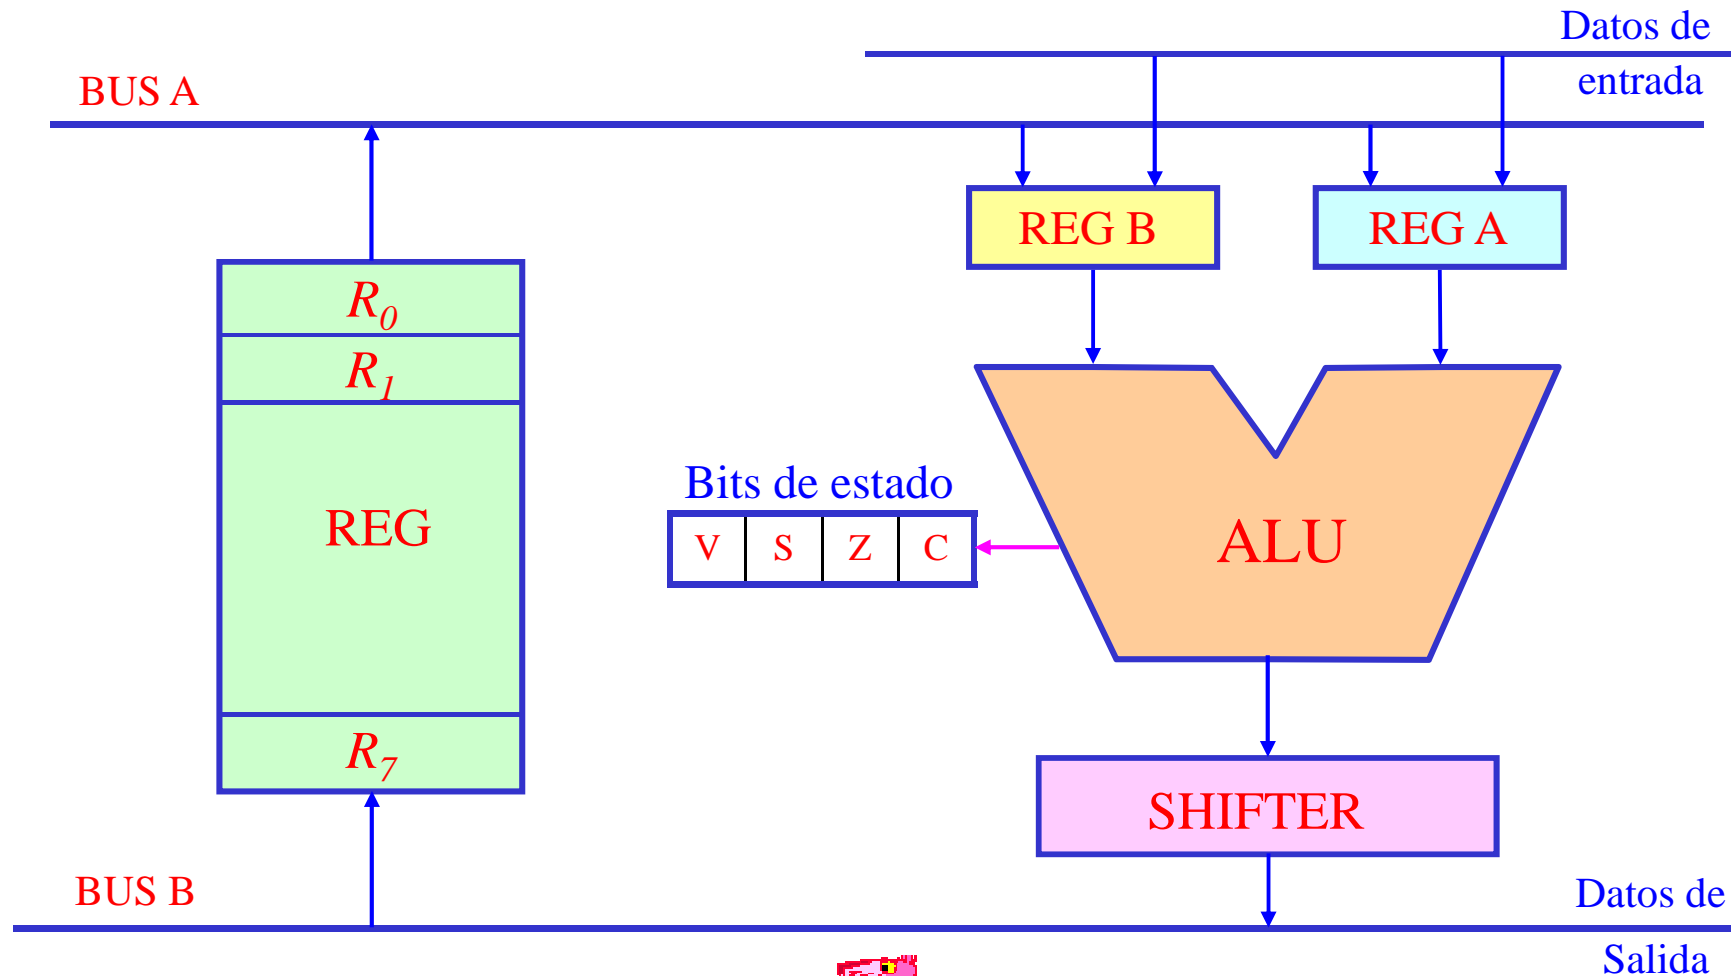 Datos de
entrada
BUS A
REG B
REG A
R0
R1
REG
Bits de estado
V S Z C
ALU
R7
SHIFTER
BUS B
Datos de
Salida